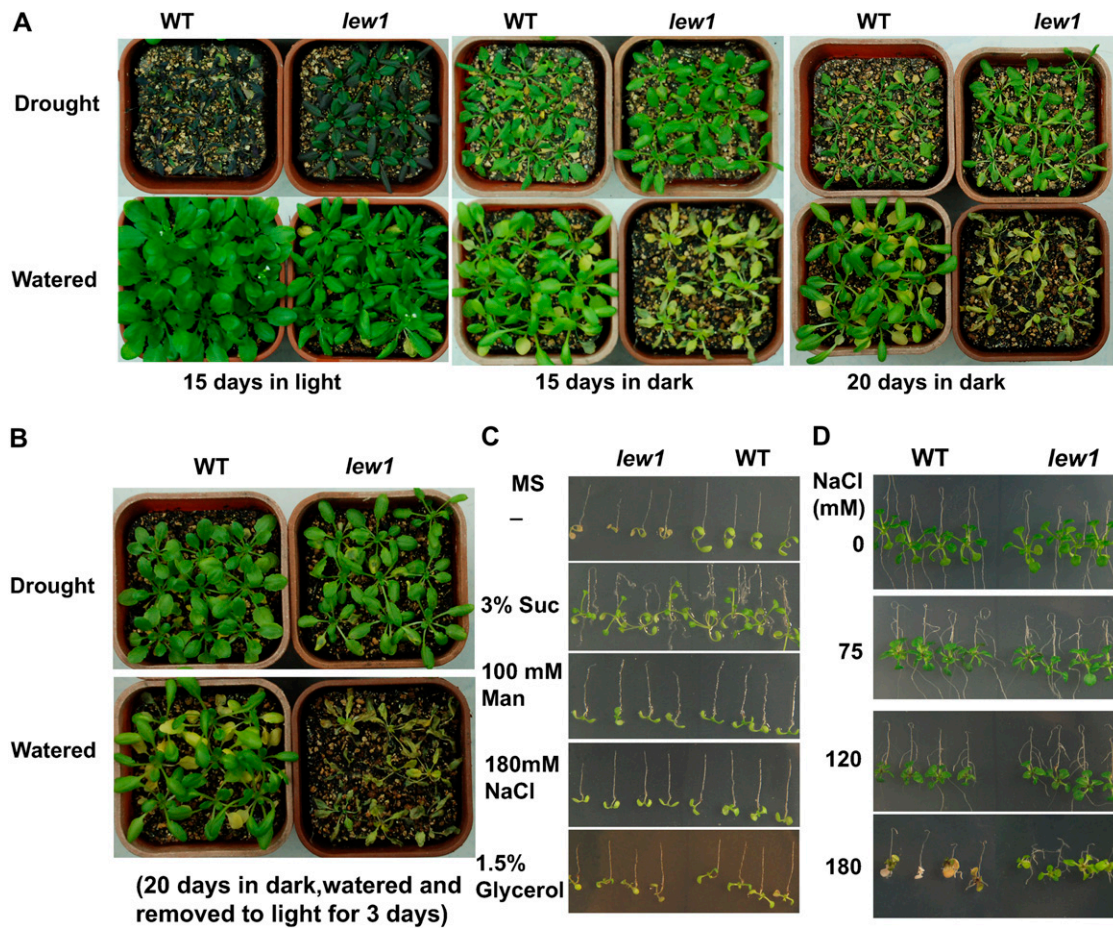 A
WT lew1 WT lew1 WT lew1
Drought
Watered
15 days in light 15 days in dark 20 days in dark
B
WT lew1
Drought
Watered
(20 days in dark,watered and
removed to light for 3 days)
C
lew1 WT
MS
–
3% Suc
100 mM
Man
180mM
NaCl
1.5%
Glycerol
D
WT lew1
NaCl
(mM)
0
75
120
180